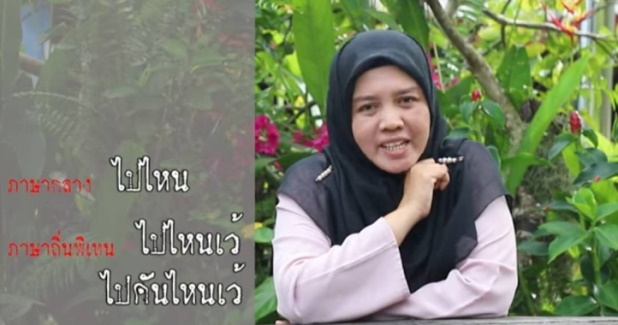 ภาษากลาง ไปไหน
ภาษาถิ่นพิเทน ไปไหนเว้
ไปคันไหนเว้